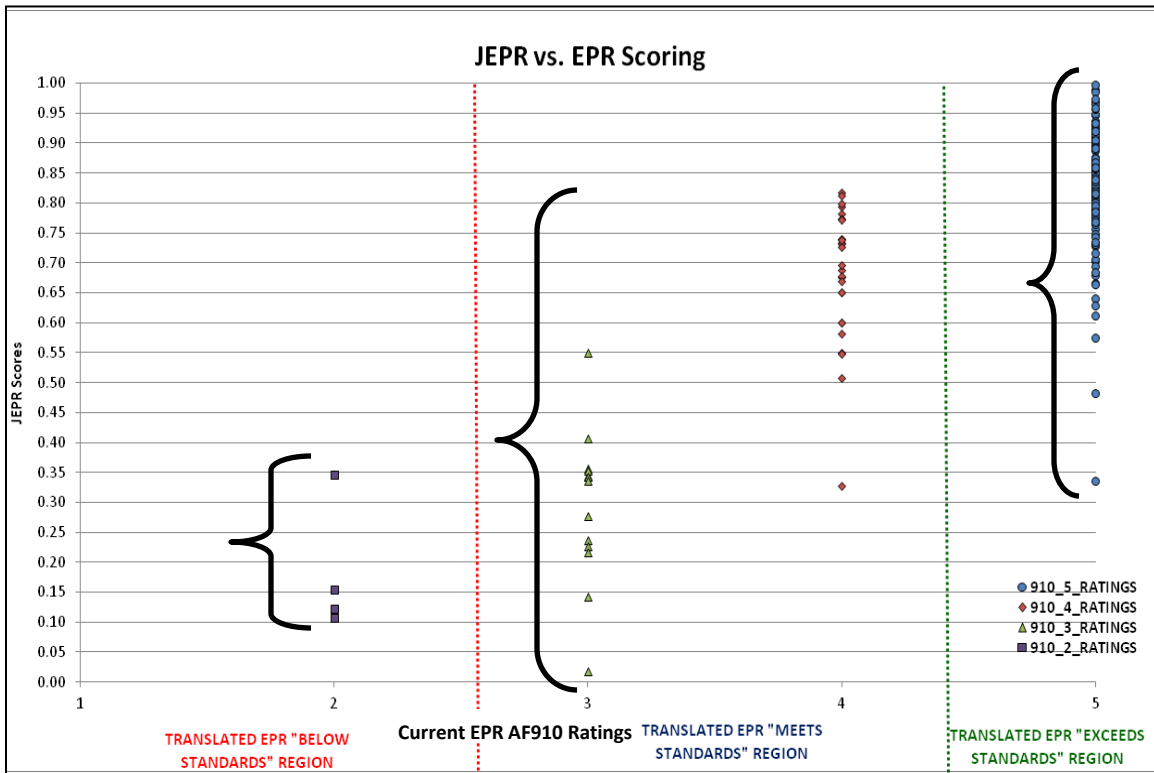 JEPR vs. EPR Scoring
1.00
0.95
0.90
0.85
0.80
0.75
0.70
0.65
0.60
0.55
0.50
0.45
0.40
0.35
0.30
0.25
0.20
0.15
0.10
0.05
0.00
JEPR Scores
910_5_RATINGS
910_4_RATINGS
910_3_RATINGS
910_2_RATINGS
1 2 3 4 5
Current EPR AF910 Ratings
TRANSLATED EPR "BELOW
STANDARDS" REGION
TRANSLATED EPR "MEETS
STANDARDS" REGION
TRANSLATED EPR "EXCEEDS
STANDARDS" REGION